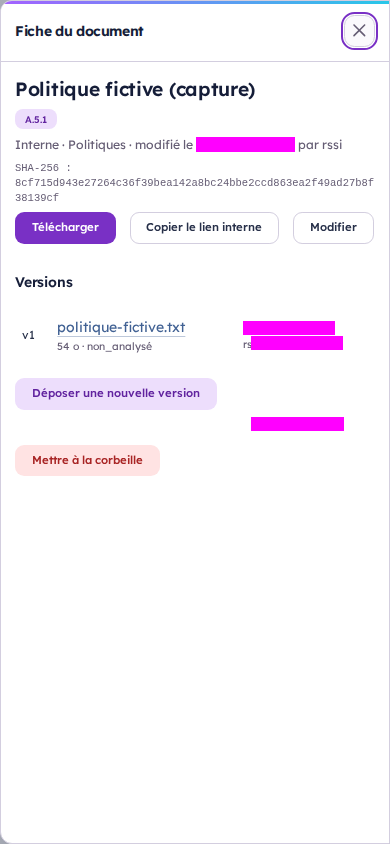 Fiche du document
Politique fictive (capture)
A.5.1
Interne · Politiques · modifié le par rssi
SHA-256 :
8cf715d943e27264c36f39bea142a8bc24bbe2ccd863ea2f49ad27b8f
38139cf
Télécharger Copier le lien interne Modifier
Versions
v1 politique-fictive.txt
54 o · non_analysé
Déposer une nouvelle version
Mettre à la corbeille